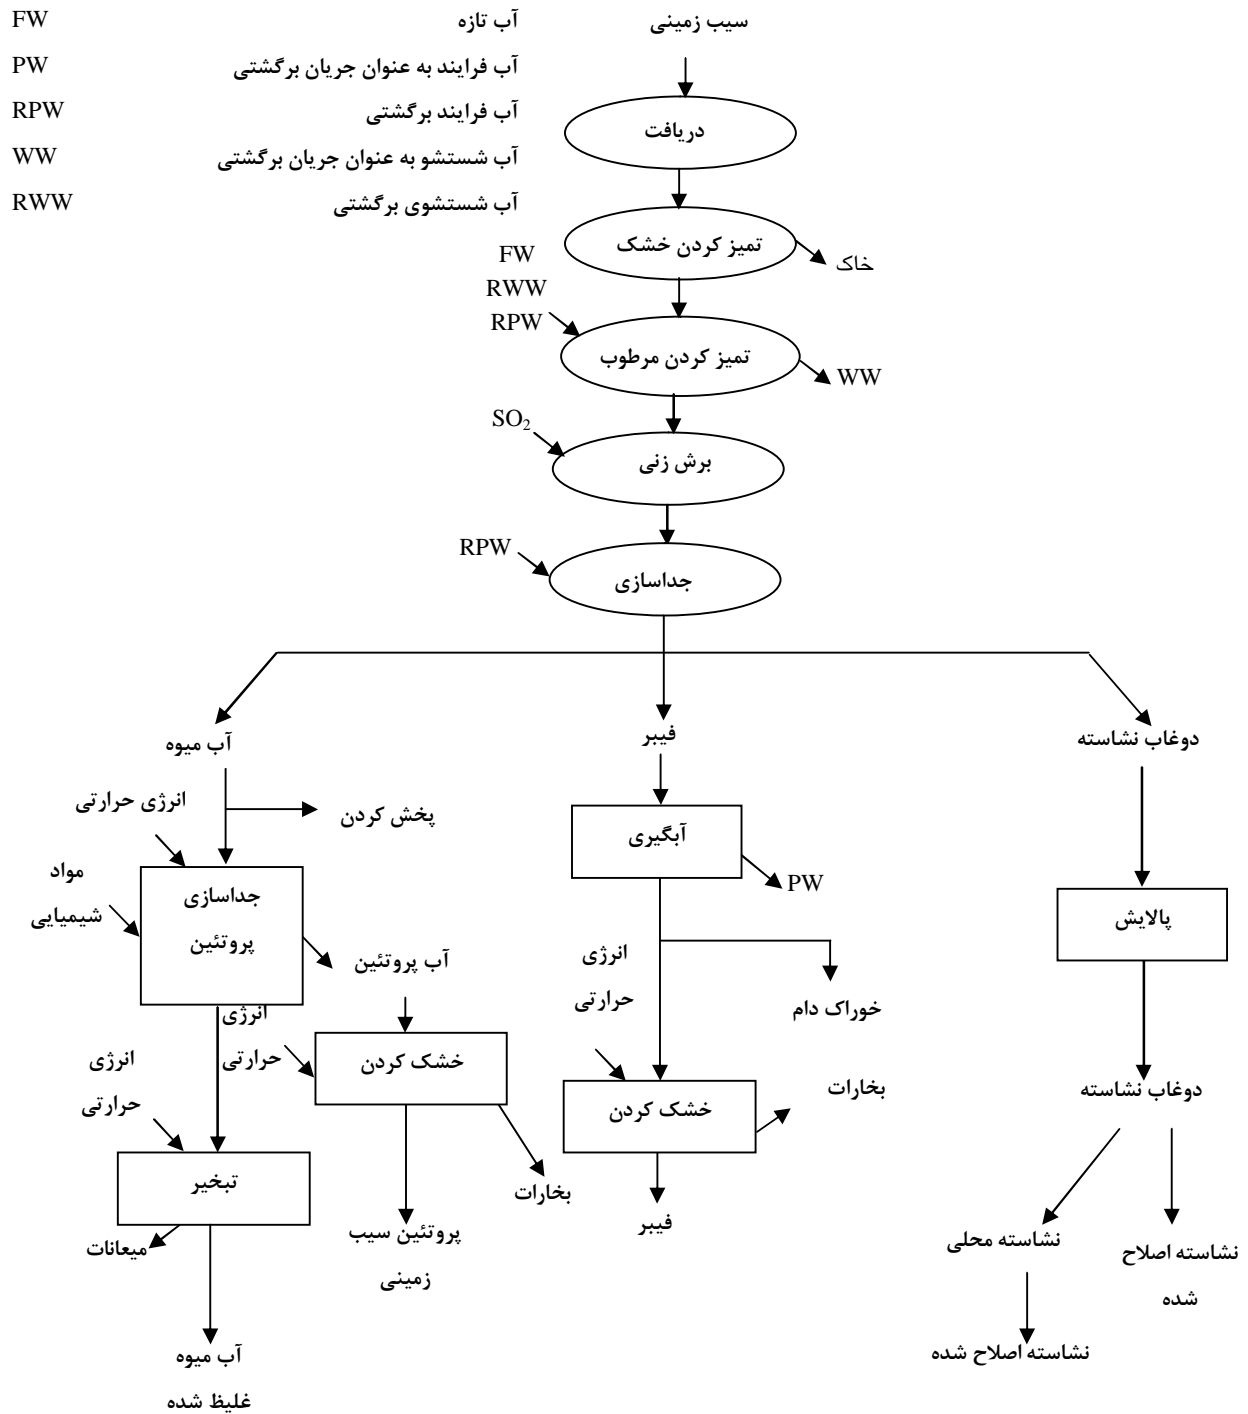 FW آب تازه
PW آب فرایند به عنوان جریان برگشتی
RPW آب فرایند برگشتی
WW آب شستشو به عنوان جریان برگشتی
RWW آب شستشوی برگشتی
سیب زمینی
دریافت
تمیز کردن خشک
خاک
FW
RWW
RPW
تمیز کردن مرطوب
WW
SO₂
برش زنی
RPW
جداسازی
دوغاب نشاسته
پالایش
دوغاب نشاسته
نشاسته اصلاح
شده
نشاسته محلی
نشاسته اصلاح شده
فیبر
آبگیری
PW
خوراک دام
انرژی
حرارتی
خشک کردن
بخارات
فیبر
آب میوه
پخش کردن
انرژی حرارتی
مواد
شیمیایی
جداسازی
پروتئین
آب پروتئین
انرژی
حرارتی
خشک کردن
بخارات
پروتئین سیب
زمینی
انرژی
حرارتی
تبخیر
میعانات
آب میوه
غلیظ شده